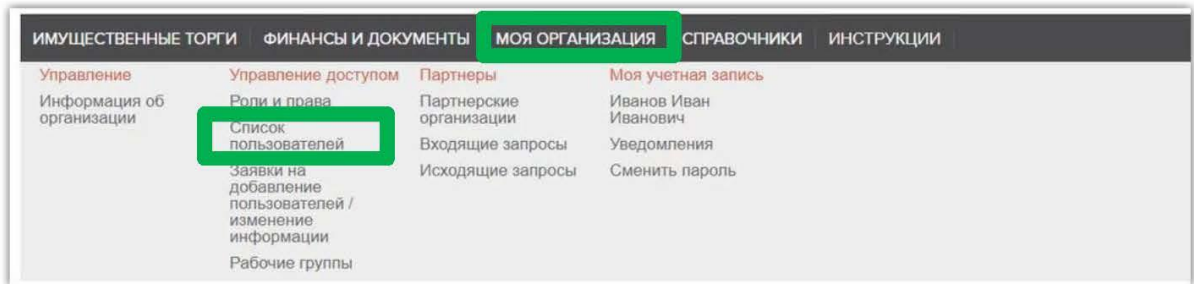 ИМУЩЕСТВЕННЫЕ ТОРГИ ФИНАНСЫ И ДОКУМЕНТЫ МОЯ ОРГАНИЗАЦИЯ СПРАВОЧНИКИ ИНСТРУКЦИИ
Управление
Информация об
организации
Управление доступом
Роли и права
Список
пользователей
Заявки на
добавление
пользователей /
изменение
информации
Рабочие группы
Партнеры
Партнерские
организации
Входящие запросы
Исходящие запросы
Моя учетная запись
Иванов Иван
Иванович
Уведомления
Сменить пароль